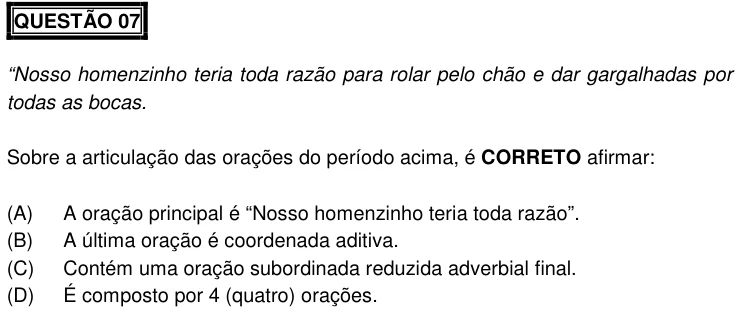 QUESTÃO 07
“Nosso homenzinho teria toda razão para rolar pelo chão e dar gargalhadas por
todas as bocas.
Sobre a articulação das orações do período acima, é CORRETO afirmar:
(A) A oração principal é “Nosso homenzinho teria toda razão”.
(B) A última oração é coordenada aditiva.
(C) Contém uma oração subordinada reduzida adverbial final.
(D) É composto por 4 (quatro) orações.